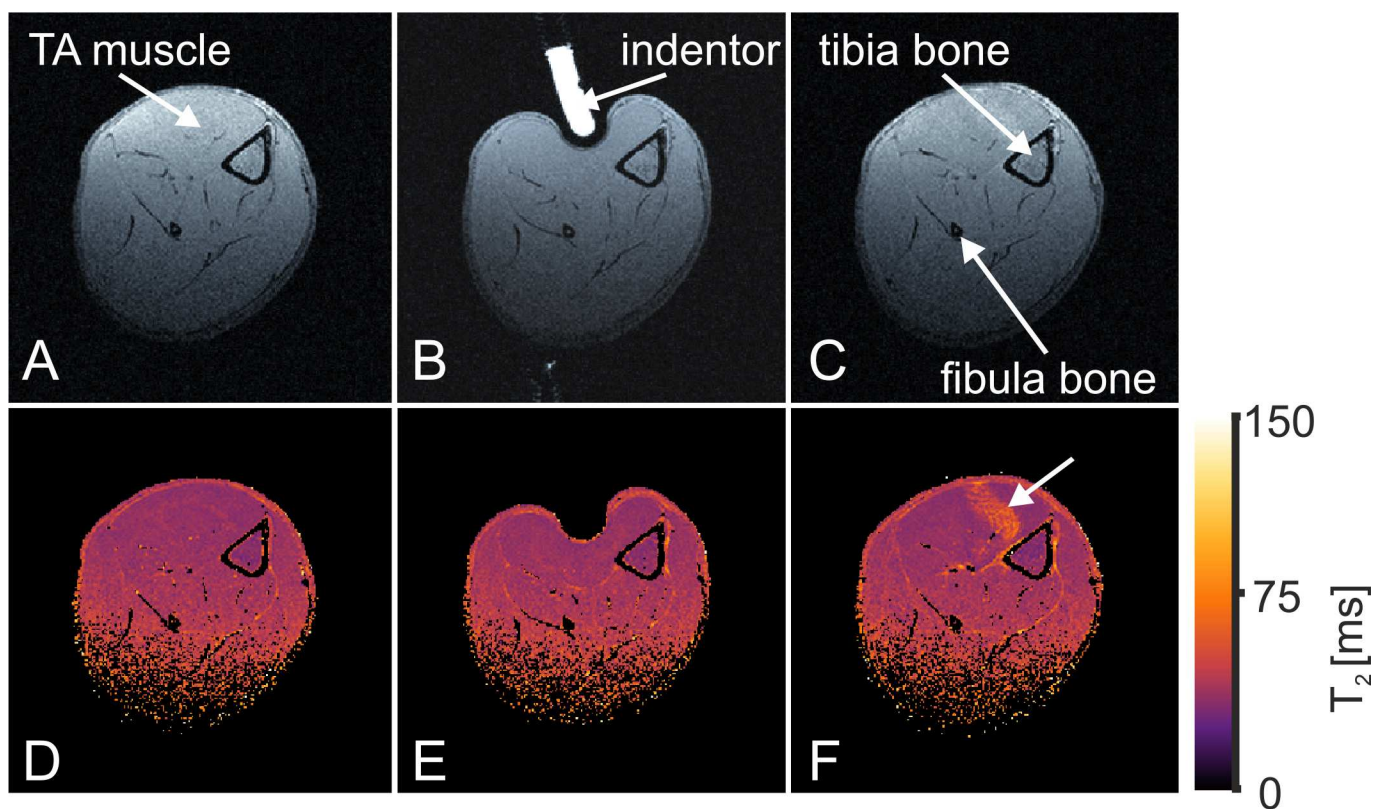 TA muscle
indentor
tibia bone
A
B
C
fibula bone
D
E
F
150
75
0
T2 [ms]